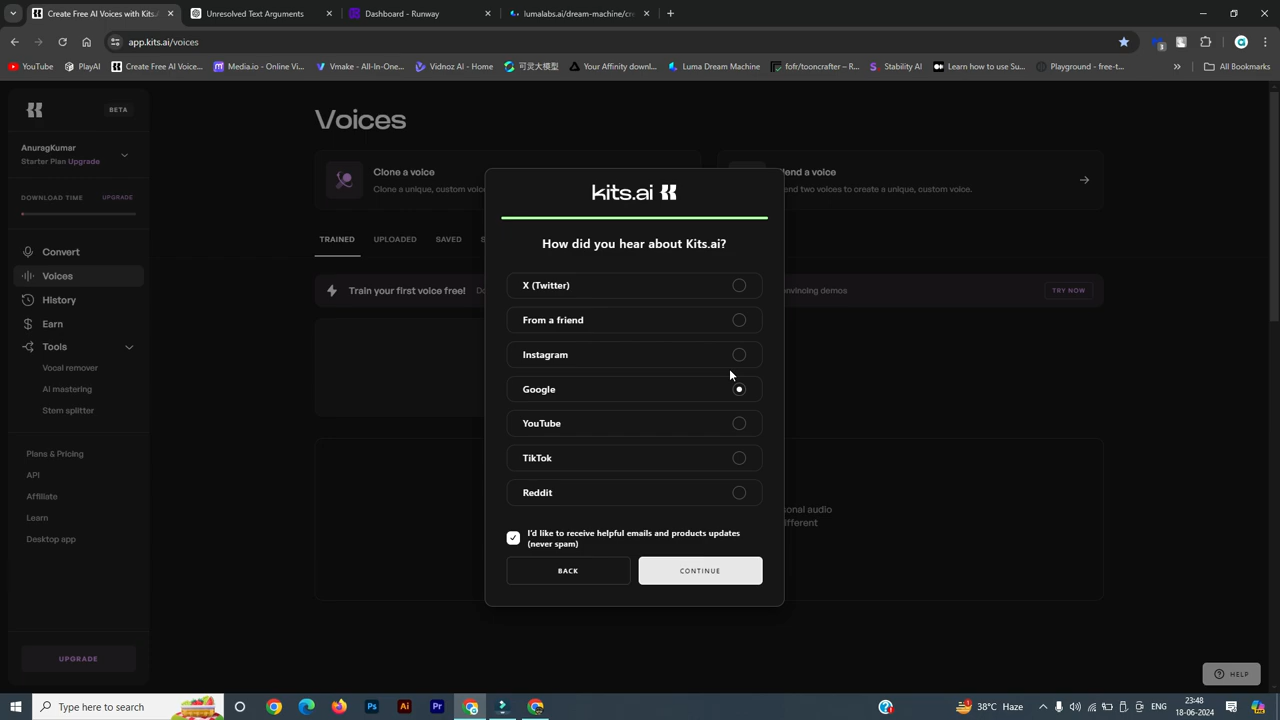 Create Free AI Voices with Kits.
Unresolved Text Arguments
Dashboard - Runway
lumalabs.ai/dream-machine/cr
app.kits.ai/voices
YouTube
PlayAI
Create Free AI Voice...
Media.io - Online Vi...
Vmake - All-In-One...
Vidnoz AI - Home
可灵大模型
Your Affinity downl...
Luma Dream Machine
fofr/tooncrafter – R...
Stability AI
Learn how to use Su...
Playground - free-t...
All Bookmarks
BETA
AnuragKumar
Starter Plan Upgrade
DOWNLOAD TIME UPGRADE
Convert
Voices
History
Earn
Tools
Vocal remover
AI mastering
Stem splitter
Plans & Pricing
API
Affiliate
Learn
Desktop app
UPGRADE
Voices
Clone a voice
Clone a unique, custom voic
end a voice
end two voices to create a unique, custom voice.
TRAINED UPLOADED SAVED
Train your first voice free!
nvincing demos
TRY NOW
sonal audio
different
kits.ai
How did you hear about Kits.ai?
X (Twitter)
From a friend
Instagram
Google
YouTube
TikTok
Reddit
I'd like to receive helpful emails and products updates
(never spam)
BACK CONTINUE
HELP
Type here to search
38°C Haze
ENG
23:48
18-06-2024